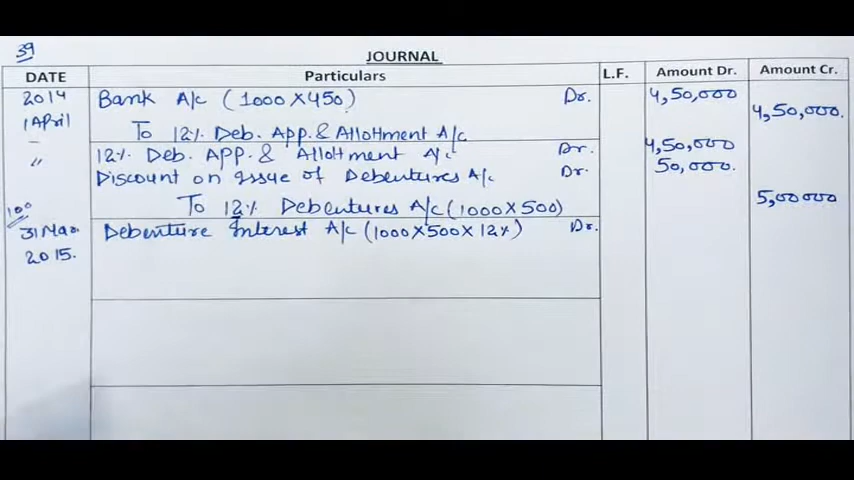 39
JOURNAL
DATE Particulars L.F. Amount Dr. Amount Cr.
2014 Bank A/c (1000×450) Dr. 4,50,000
1 April To 12% Deb. App. & Allotment A/c 4,50,000.
" 12% Deb. App. & Allotment A/c Dr. 4,50,000
Discount on Issue of Debentures A/c Dr. 50,000.
To 12% Debentures A/c (1000×500) 5,00000
100
31 Mar. Debenture Interest A/c (1000×500×12%) Dr.
2015.